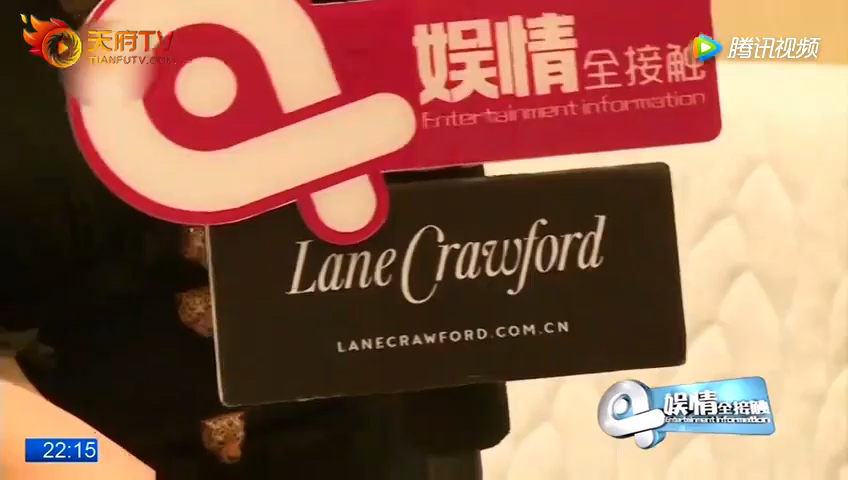 天府TV
TIANFUTV.COM
腾讯视频
娱情全接触
Entertainment information
Lane Crawford
LANECRAWFORD.COM.CN
娱情全接触
Entertainment information
22:15